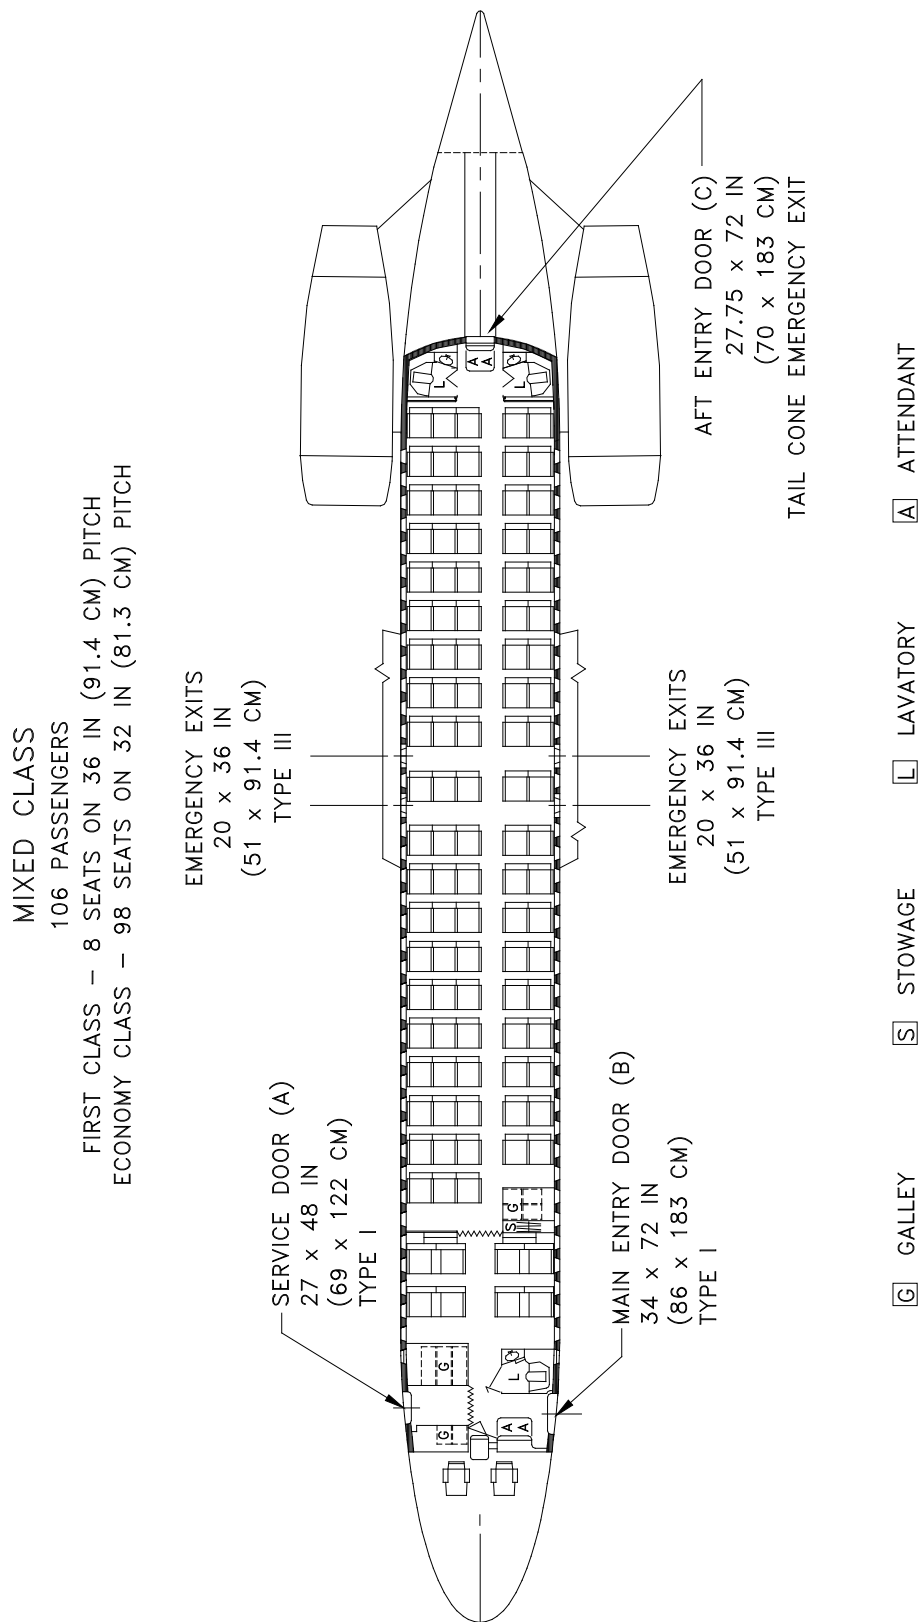 MIXED CLASS
106 PASSENGERS
FIRST CLASS – 8 SEATS ON 36 IN (91.4 CM) PITCH
ECONOMY CLASS – 98 SEATS ON 32 IN (81.3 CM) PITCH
EMERGENCY EXITS
20 x 36 IN
(51 x 91.4 CM)
TYPE III
SERVICE DOOR (A)
27 x 48 IN
(69 x 122 CM)
TYPE I
G
G
A
A
L
S
G
L
L
A
A
MAIN ENTRY DOOR (B)
34 x 72 IN
(86 x 183 CM)
TYPE I
EMERGENCY EXITS
20 x 36 IN
(51 x 91.4 CM)
TYPE III
AFT ENTRY DOOR (C)
27.75 x 72 IN
(70 x 183 CM)
TAIL CONE EMERGENCY EXIT
G GALLEY
S STOWAGE
L LAVATORY
A ATTENDANT